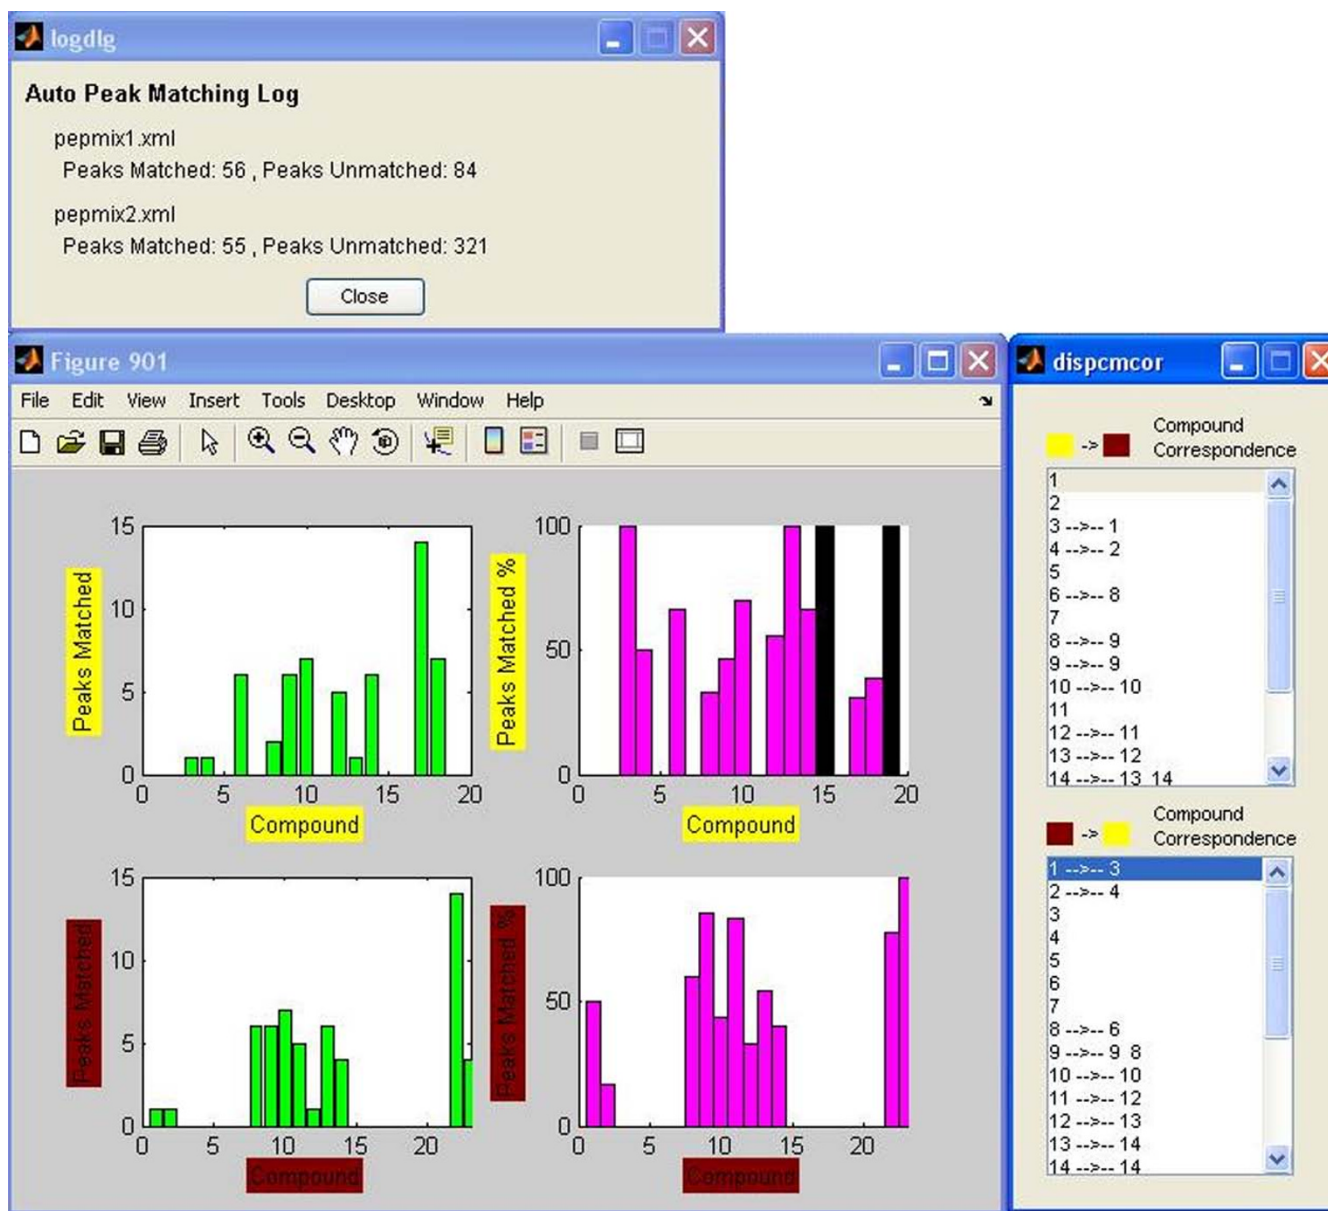 logdlg
Auto Peak Matching Log
pepmix1.xml
Peaks Matched: 56 , Peaks Unmatched: 84
pepmix2.xml
Peaks Matched: 55 , Peaks Unmatched: 321
Close
Figure 901
File Edit View Insert Tools Desktop Window Help
15
10
5
0
Peaks Matched
0 5 10 15 20
Compound
100
50
0
Peaks Matched %
0 5 10 15 20
Compound
15
10
5
0
Peaks Matched
0 5 10 15 20
Compound
100
50
0
Peaks Matched %
0 5 10 15 20
Compound
dispcmcor
-> Compound
Correspondence
1
2
3 -->-- 1
4 -->-- 2
5
6 -->-- 8
7
8 -->-- 9
9 -->-- 9
10 -->-- 10
11
12 -->-- 11
13 -->-- 12
14 -->-- 13 14
-> Compound
Correspondence
1 -->-- 3
2 -->-- 4
3
4
5
6
7
8 -->-- 6
9 -->-- 9 8
10 -->-- 10
11 -->-- 12
12 -->-- 13
13 -->-- 14
14 -->-- 14